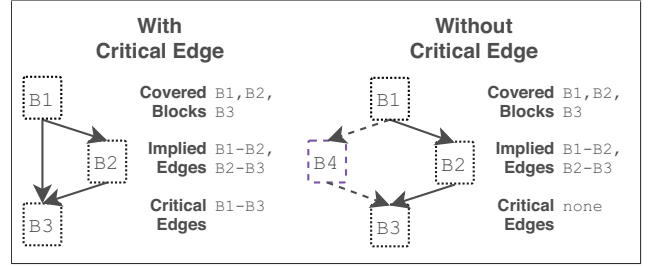 With
Critical Edge
B1
B2
B3
Covered B1,B2,
Blocks B3
Implied B1-B2,
Edges B2-B3
Critical B1-B3
Edges
Without
Critical Edge
B1
B4
B2
B3
Covered B1,B2,
Blocks B3
Implied B1-B2,
Edges B2-B3
Critical none
Edges